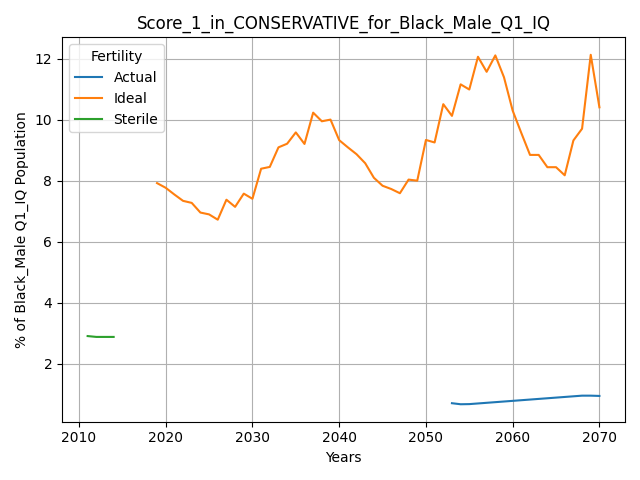 Score_1_in_CONSERVATIVE_for_Black_Male_Q1_IQ
Fertility
Actual
Ideal
Sterile
% of Black_Male Q1_IQ Population
12
10
8
6
4
2
2010 2020 2030 2040 2050 2060 2070
Years